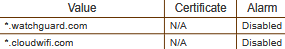 Value Certificate Alarm
*.watchguard.com N/A Disabled
*.cloudwifi.com N/A Disabled